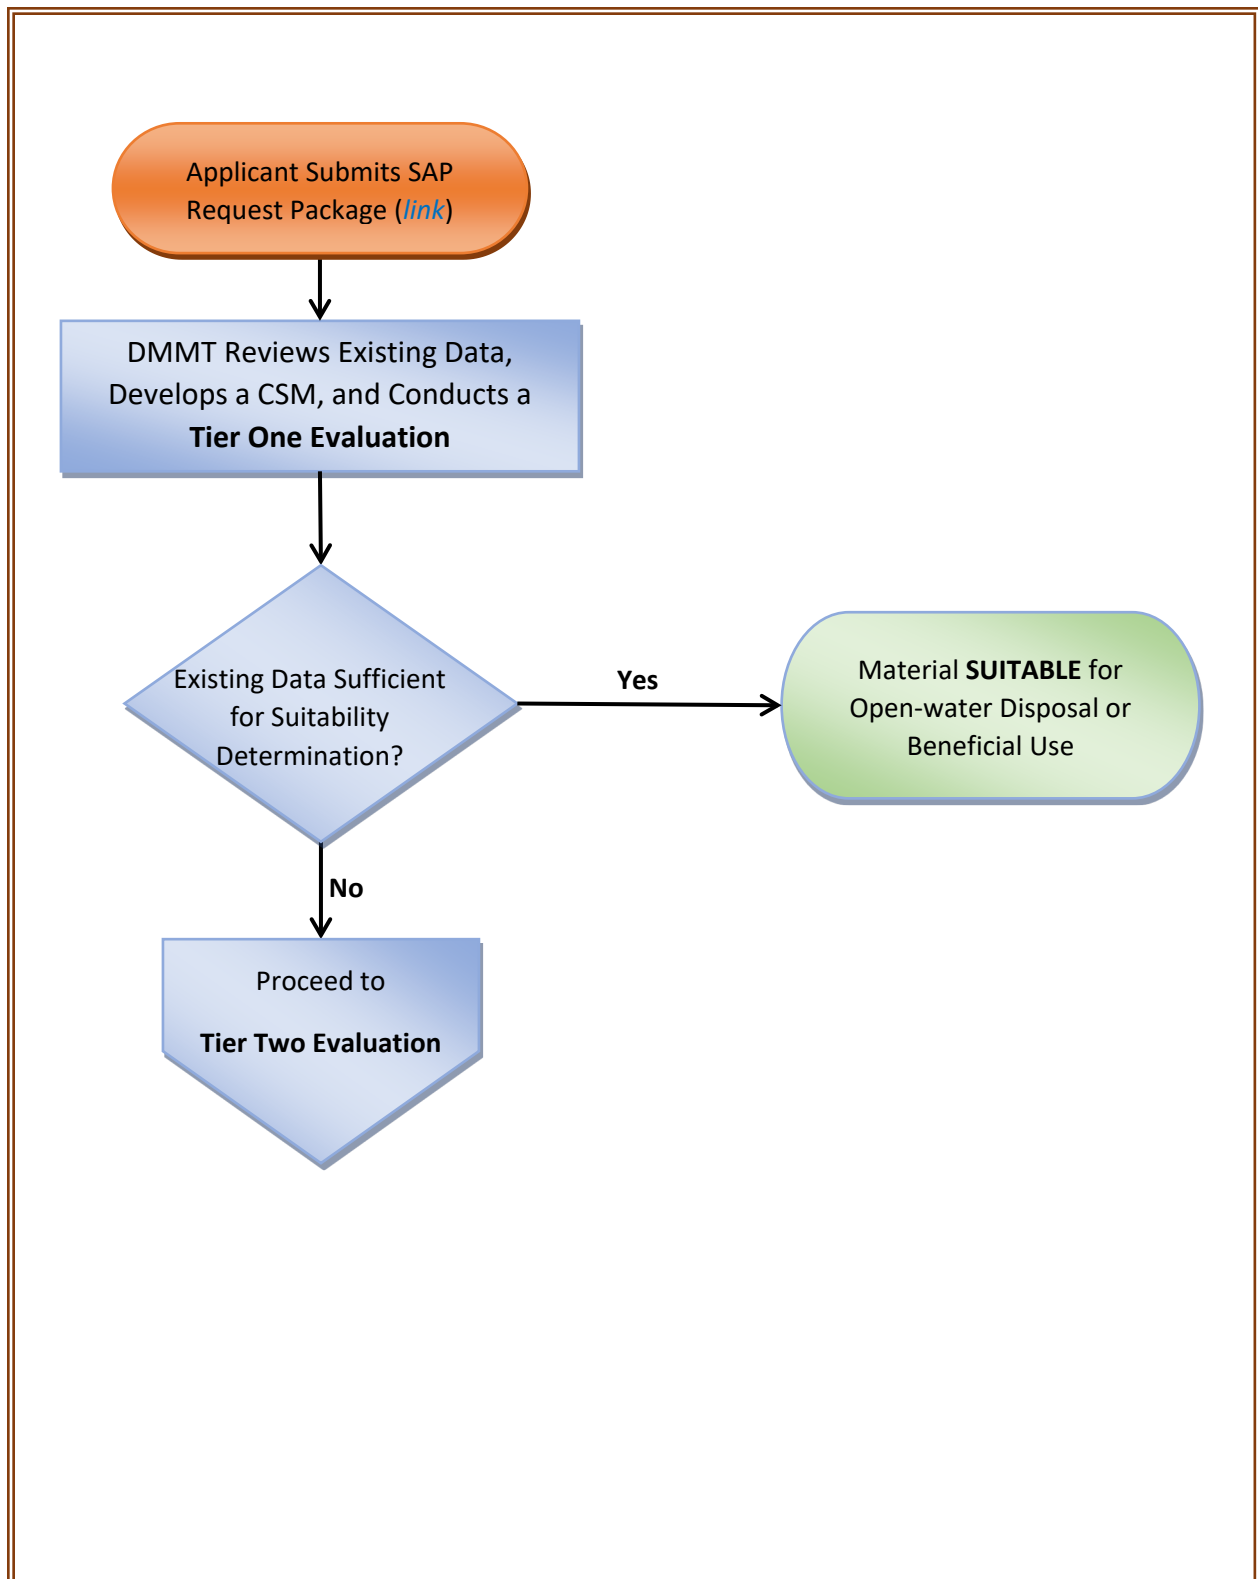 Applicant Submits SAP
Request Package (link)
DMMT Reviews Existing Data,
Develops a CSM, and Conducts a
Tier One Evaluation
Existing Data Sufficient
for Suitability
Determination?
Yes
Material SUITABLE for
Open-water Disposal or
Beneficial Use
No
Proceed to
Tier Two Evaluation